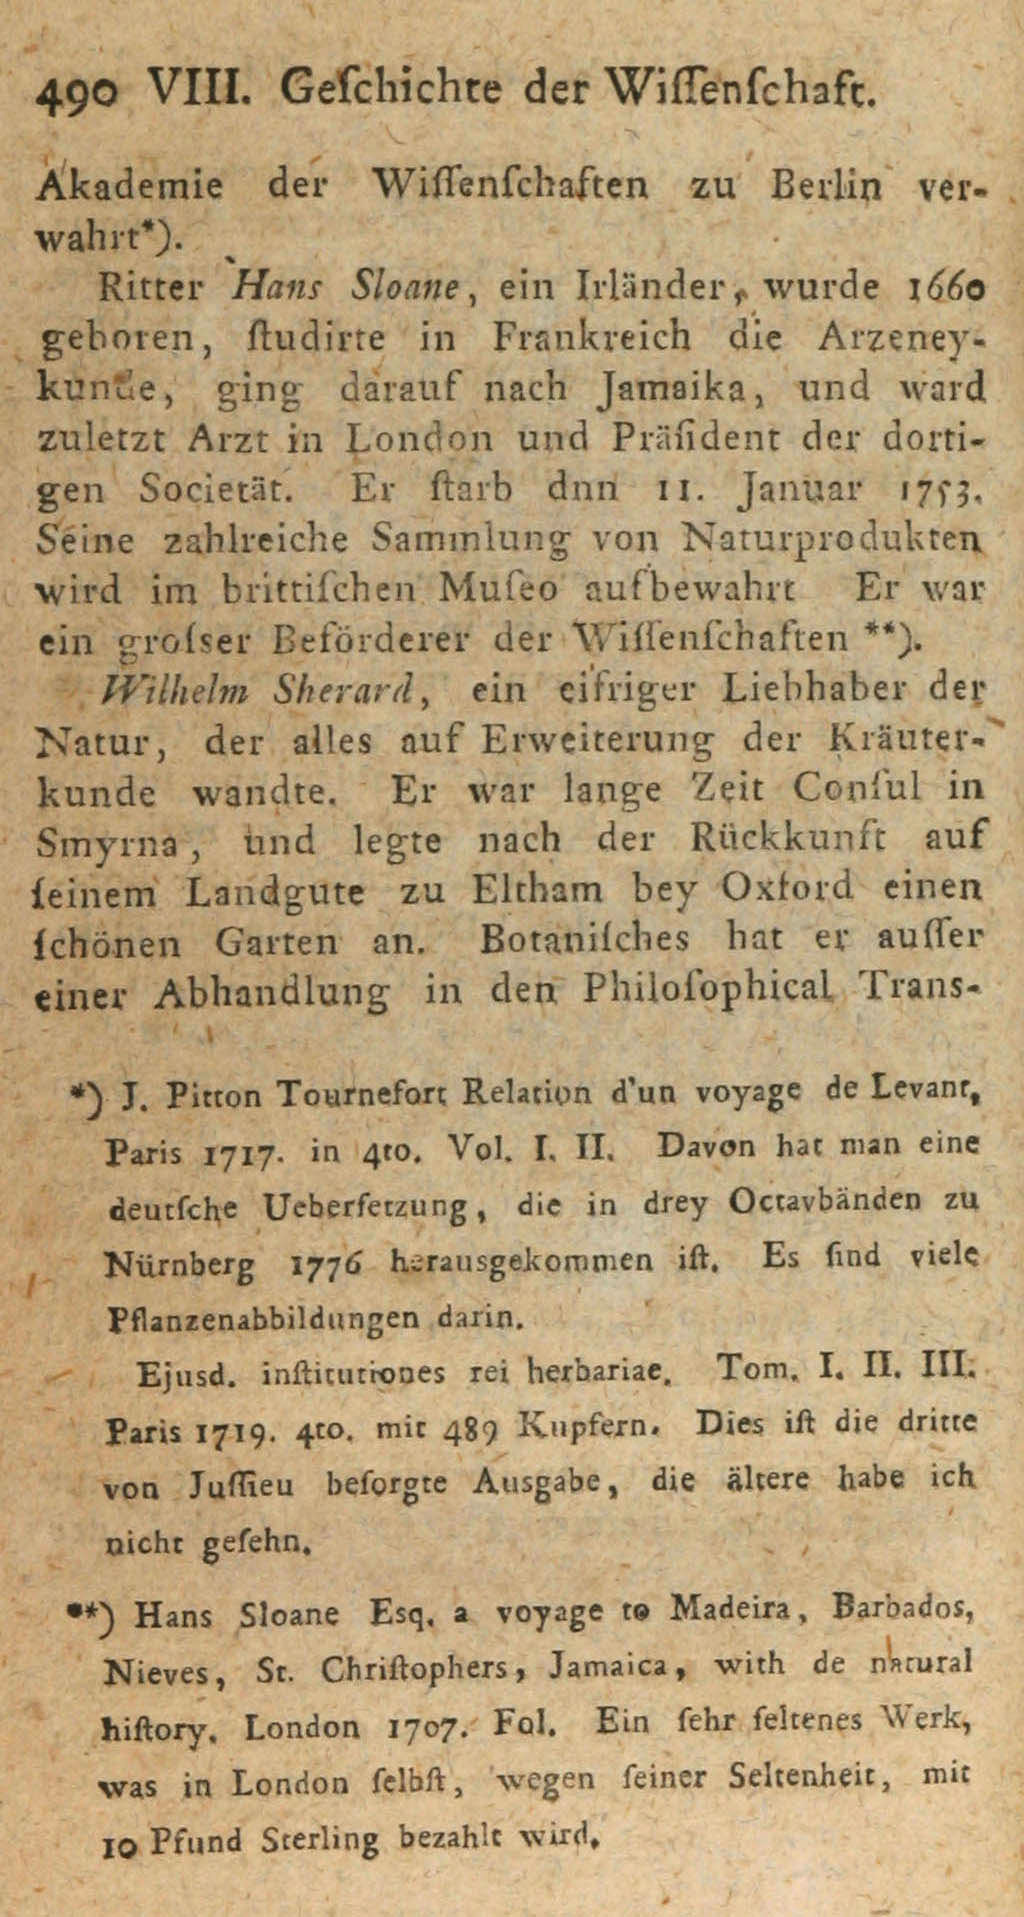 490 VIII. Geſchichte der Wiſſenſchaft.
Akademie der Wiſſenſchaften zu Berlin ver-
wahrt*).
Ritter Hans Sloane, ein Irländer, wurde 1660
geboren, ſtudirte in Frankreich die Arzeney-
kunde, ging darauf nach Jamaika, und ward
zuletzt Arzt in London und Präſident der dorti-
gen Societät. Er ſtarb dnn 11. Januar 1753.
Seine zahlreiche Sammlung von Naturprodukten
wird im brittiſchen Muſeo aufbewahrt Er war
ein groſser Beförderer der Wiſſenſchaften **).
Wilhelm Sherard, ein eifriger Liebhaber der
Natur, der alles auf Erweiterung der Kräuter-
kunde wandte. Er war lange Zeit Conſul in
Smyrna, und legte nach der Rückkunft auf
ſeinem Landgute zu Eltham bey Oxford einen
ſchönen Garten an. Botaniſches hat er auſſer
einer Abhandlung in den Philoſophical Trans-
*) J. Pitton Tournefort Relation d'un voyage de Levant,
Paris 1717. in 4to. Vol. I. II. Davon hat man eine
deutſche Ueberſetzung, die in drey Octavbänden zu
Nürnberg 1776 herausgekommen iſt. Es ſind viele
Pflanzenabbildungen darin.
Ejusd. inſtitutiones rei herbariae. Tom. I. II. III.
Paris 1719. 4to. mit 489 Kupfern. Dies iſt die dritte
von Juſſieu beſorgte Ausgabe, die ältere habe ich
nicht geſehn.
**) Hans Sloane Esq. a voyage to Madeira, Barbados,
Nieves, St. Chriſtophers, Jamaica, with de natural
hiſtory. London 1707. Fol. Ein ſehr ſeltenes Werk,
was in London ſelbſt, wegen ſeiner Seltenheit, mit
10 Pfund Sterling bezahlt wird.